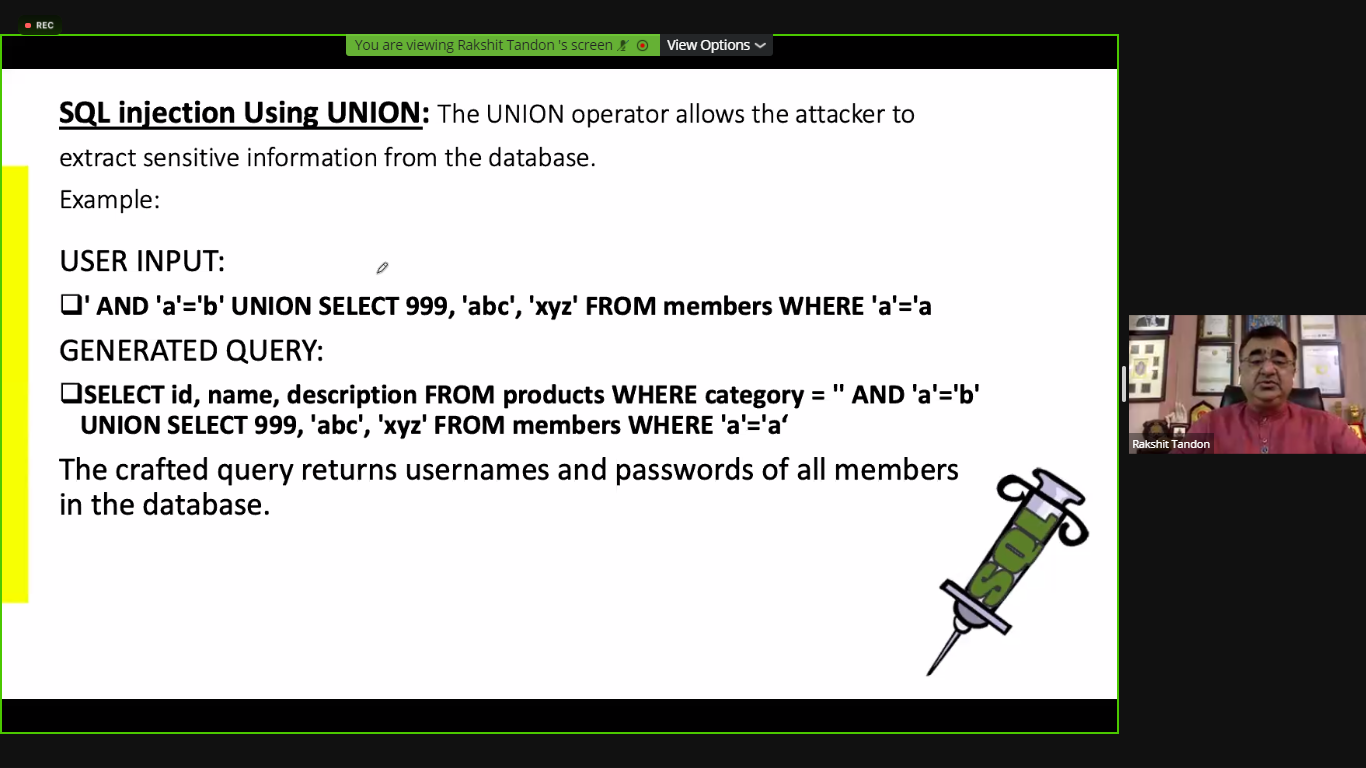 REC
You are viewing Rakshit Tandon 's screen
View Options
SQL injection Using UNION: The UNION operator allows the attacker to
extract sensitive information from the database.
Example:
USER INPUT:
❑' AND 'a'='b' UNION SELECT 999, 'abc', 'xyz' FROM members WHERE 'a'='a
GENERATED QUERY:
❑SELECT id, name, description FROM products WHERE category = '' AND 'a'='b'
UNION SELECT 999, 'abc', 'xyz' FROM members WHERE 'a'='a‘
The crafted query returns usernames and passwords of all members
in the database.
SQL
Rakshit Tandon